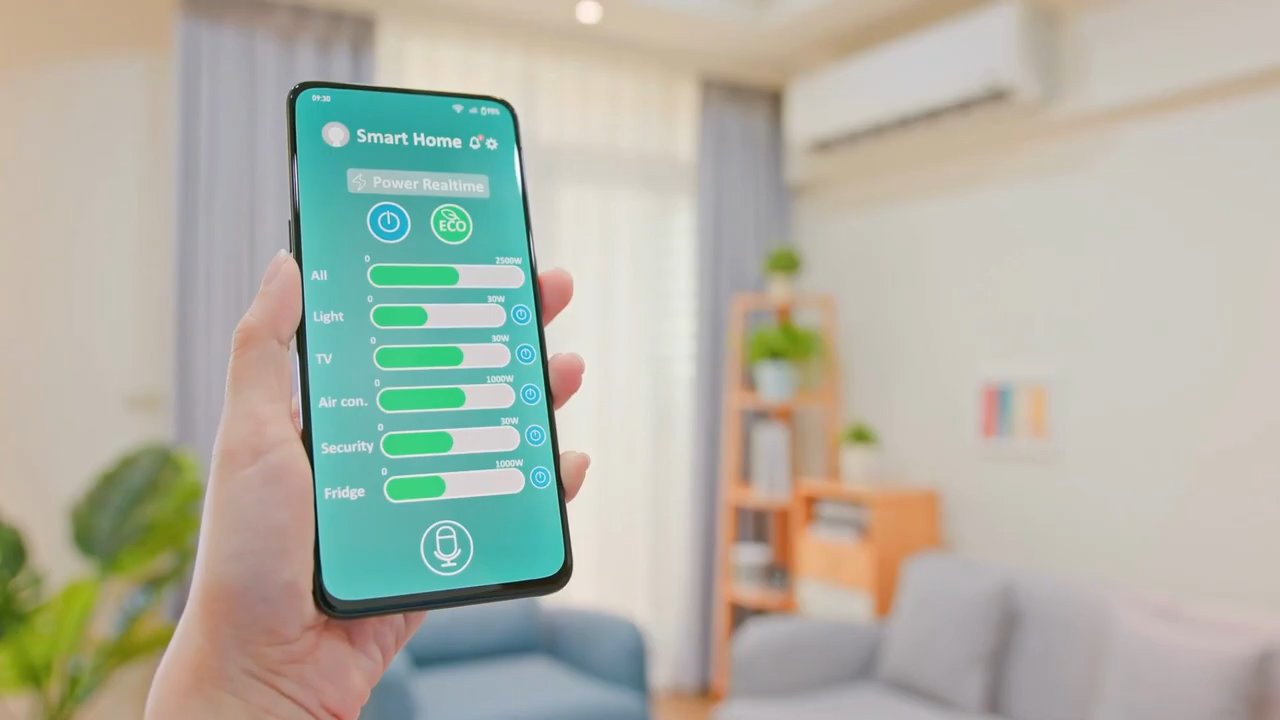 09:30 98%
Smart Home
Power Realtime
ECO
0 2500W
All
0 30W
Light
0 30W
TV
0 1000W
Air con.
0 30W
Security
0 1000W
Fridge